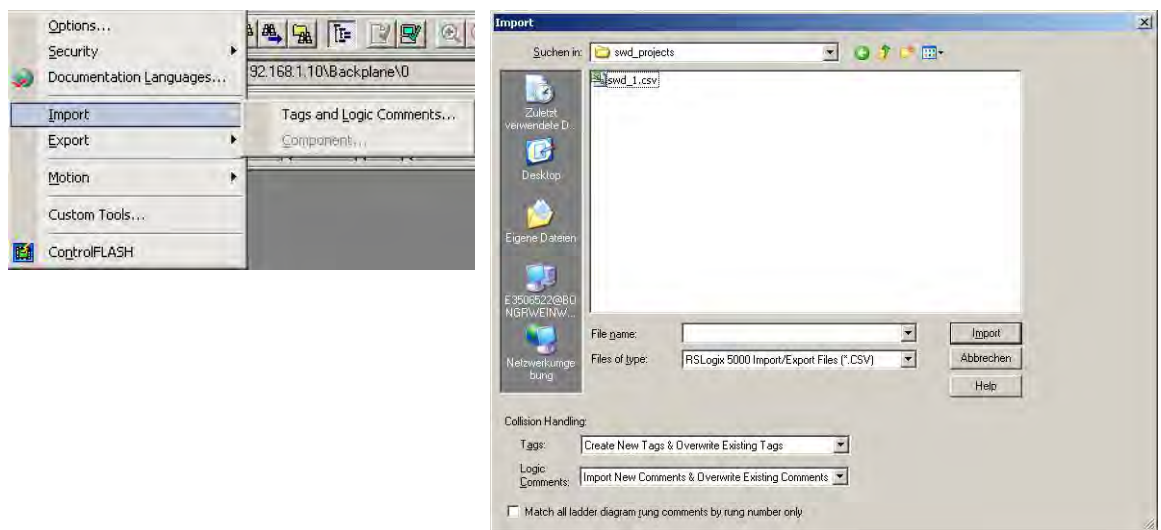 Options...
Security
Documentation Languages...
92.168.1.10\Backplane\0
Import
Tags and Logic Comments...
Export
Component...
Motion
Custom Tools...
ControlFLASH
Import
Suchen in:
swd_projects
swd_1.csv
Zuletzt
verwendete D...
Desktop
Eigene Dateien
E3506522@BO
NGRWEINW...
Netzwerkumge
bung
File name:
Import
Files of type:
RSLogix 5000 Import/Export Files (*.CSV)
Abbrechen
Help
Collision Handling:
Tags:
Create New Tags & Overwrite Existing Tags
Logic
Comments:
Import New Comments & Overwrite Existing Comments
Match all ladder diagram rung comments by rung number only